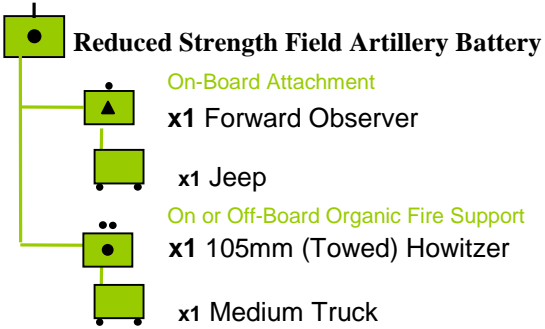 Reduced Strength Field Artillery Battery
On-Board Attachment
x1 Forward Observer
x1 Jeep
On or Off-Board Organic Fire Support
x1 105mm (Towed) Howitzer
x1 Medium Truck